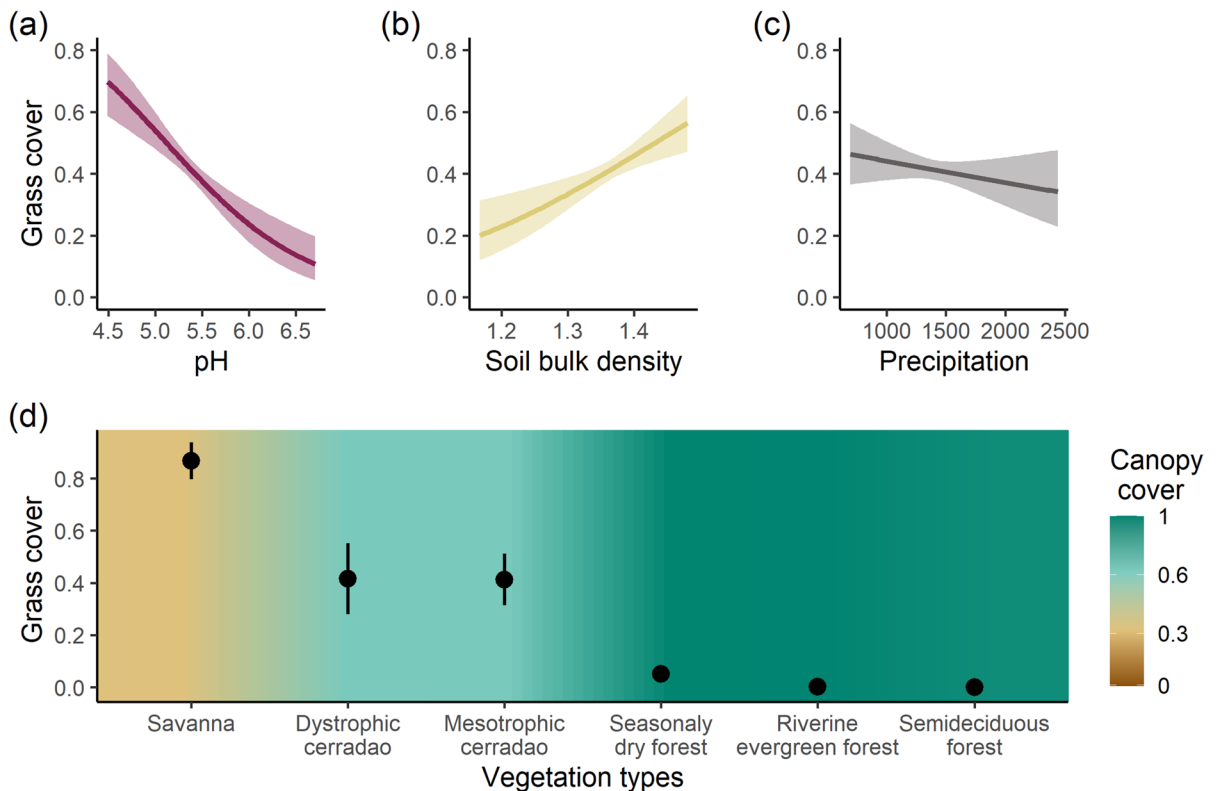 (a)
(b)
(c)
0.8
0.6
0.4
0.2
0.0
Grass cover
4.5 5.0 5.5 6.0 6.5
pH
0.8
0.6
0.4
0.2
0.0
1.2 1.3 1.4
Soil bulk density
0.8
0.6
0.4
0.2
0.0
1000 1500 2000 2500
Precipitation
(d)
0.8
0.6
0.4
0.2
0.0
Grass cover
Savanna
Dystrophic
cerradao
Mesotrophic
cerradao
Seasonaly
dry forest
Riverine
evergreen forest
Semideciduous
forest
Vegetation types
Canopy
cover
1
0.6
0.3
0